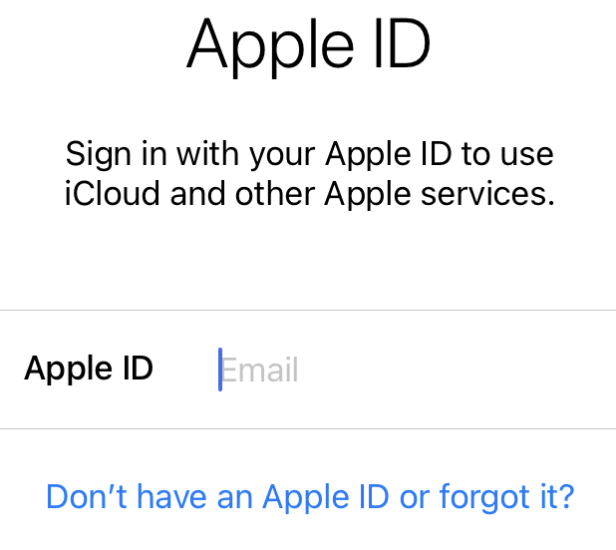 Apple ID
Sign in with your Apple ID to use
iCloud and other Apple services.
Apple ID Email
Don’t have an Apple ID or forgot it?